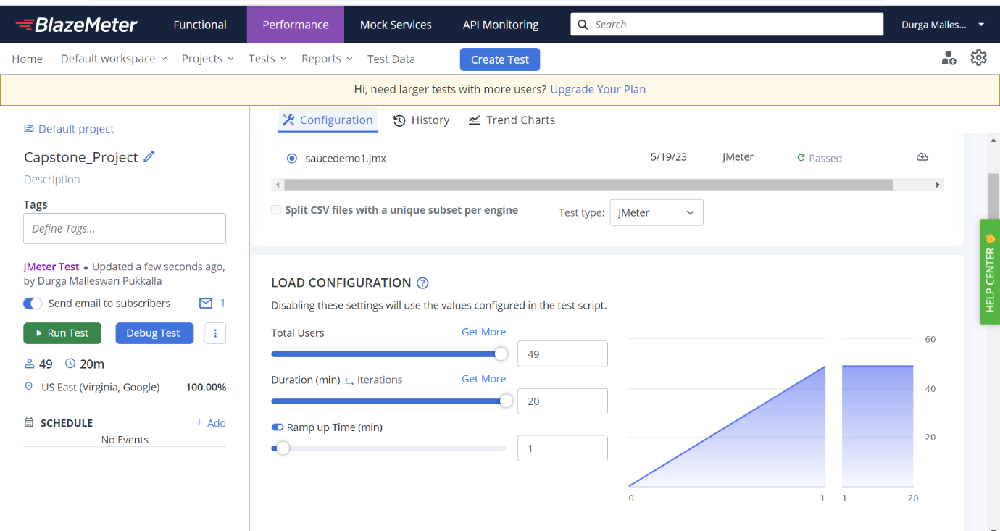 BlazeMeter Functional Performance Mock Services API Monitoring Search Durga Malles...
Home Default workspace Projects Tests Reports Test Data Create Test
Hi, need larger tests with more users? Upgrade Your Plan
Default project
Capstone_Project
Description
Tags
Define Tags...
JMeter Test • Updated a few seconds ago,
by Durga Malleswari Pukkalla
Send email to subscribers 1
Run Test Debug Test
49 20m
US East (Virginia, Google) 100.00%
SCHEDULE + Add
No Events
Configuration History Trend Charts
saucedemo1.jmx 5/19/23 JMeter Passed
Split CSV files with a unique subset per engine Test type: JMeter
LOAD CONFIGURATION ?
Disabling these settings will use the values configured in the test script.
Total Users Get More
49
Duration (min) Iterations Get More
20
Ramp up Time (min)
1
60
40
20
0 1 1 20
HELP CENTER